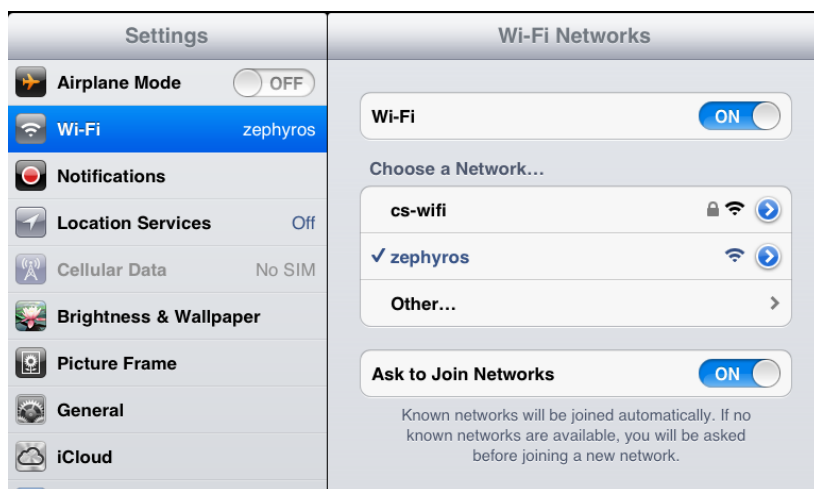 Settings
Airplane Mode OFF
Wi-Fi zephyros
Notifications
Location Services Off
Cellular Data No SIM
Brightness & Wallpaper
Picture Frame
General
iCloud
Wi-Fi Networks
Wi-Fi ON
Choose a Network...
cs-wifi
zephyros
Other...
Ask to Join Networks ON
Known networks will be joined automatically. If no
known networks are available, you will be asked
before joining a new network.